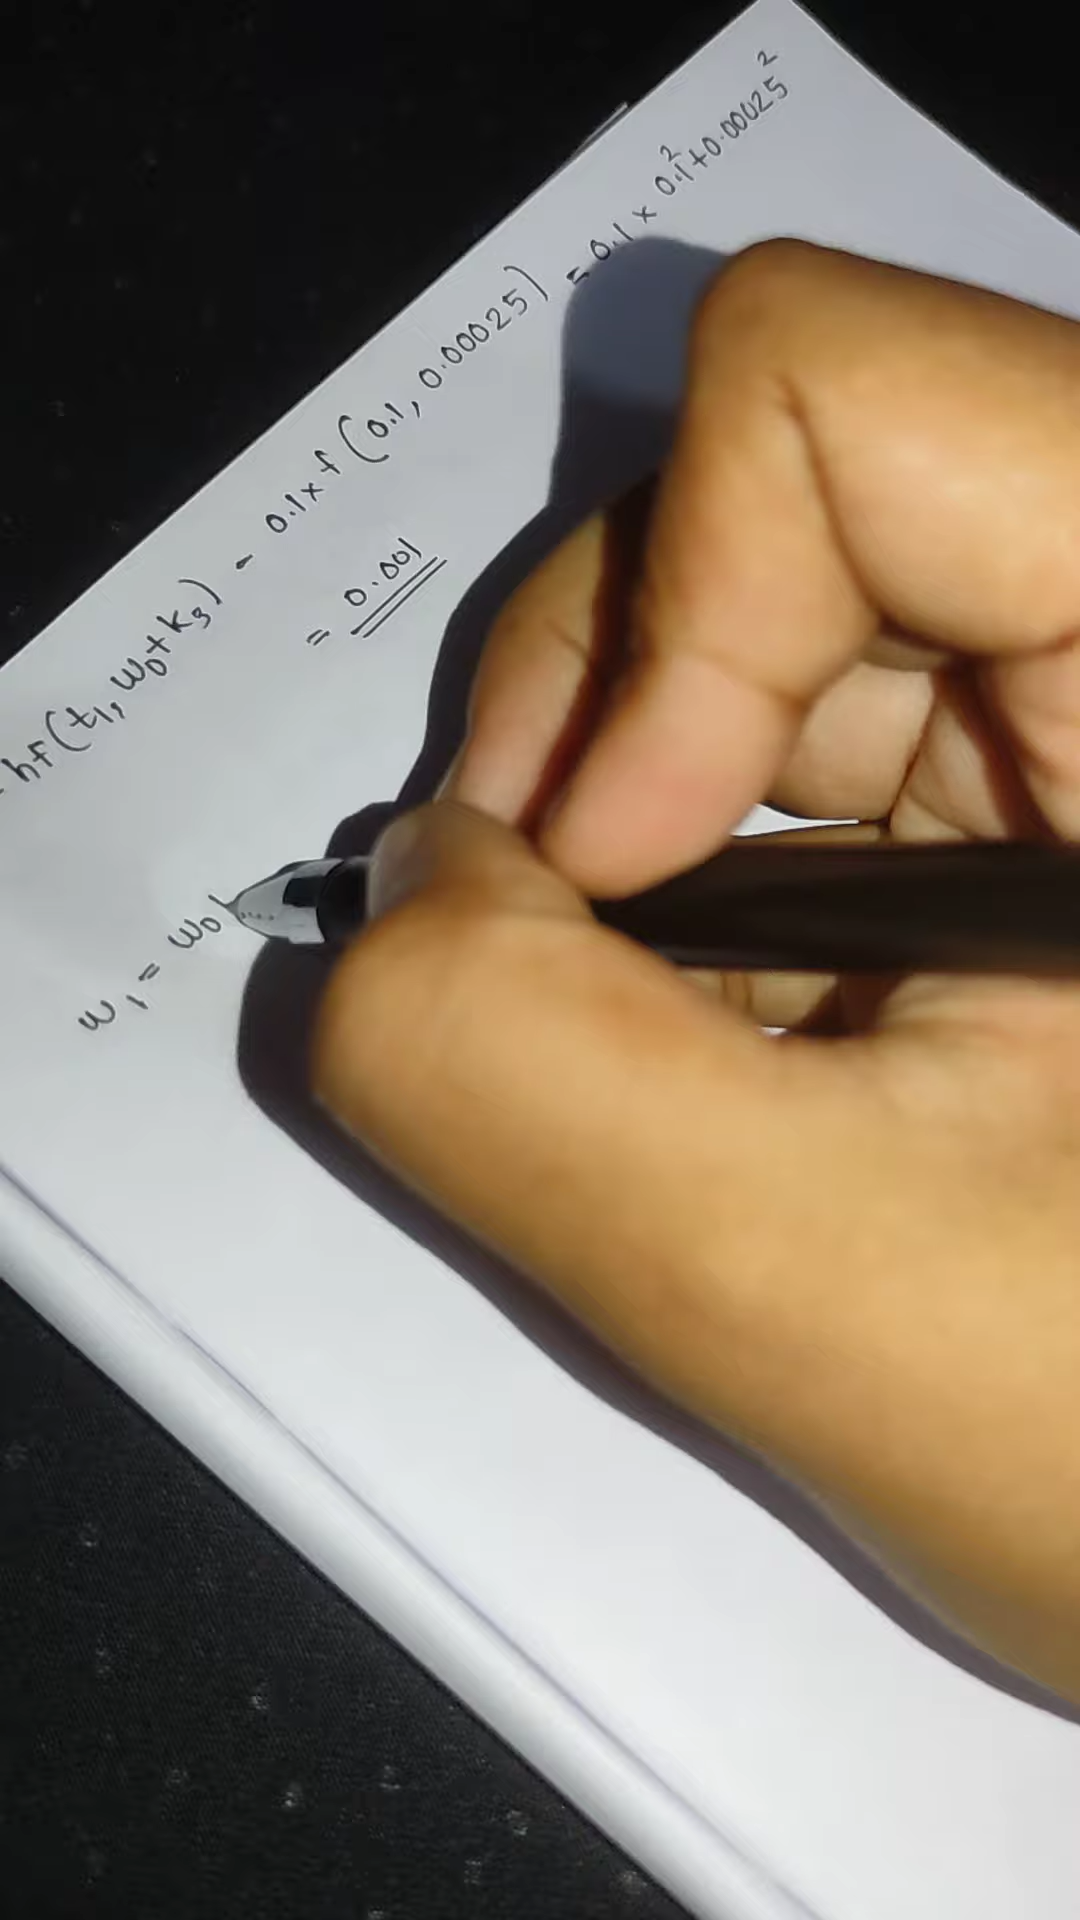 hf(t₁, w₀+k₃) - 0.1xf(0.1, 0.00025) = 0.1 x 0.1²+0.00025²
= 0.001
w₁ = w₀